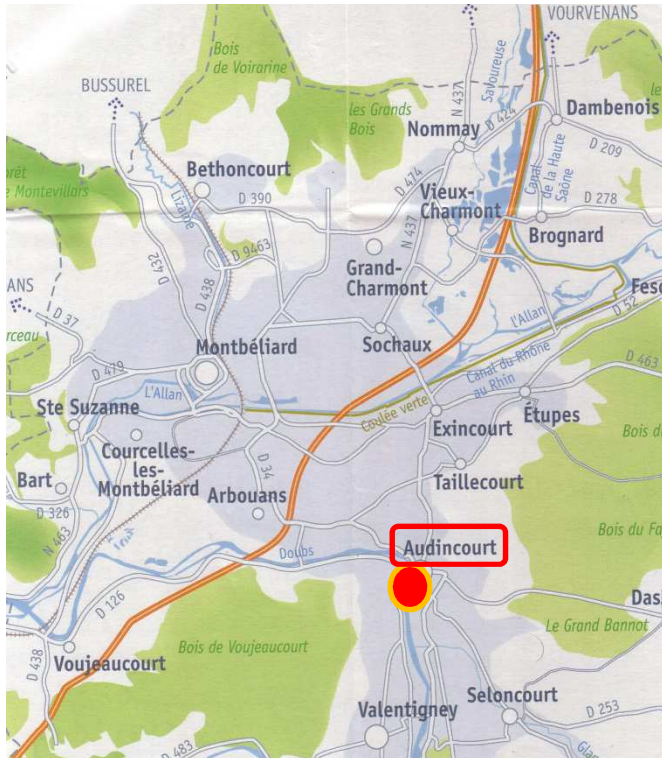 VOURVENANS
Bois
de Voirarine
BUSSUREL
Savoureuse
N 437
les Grands
Bois
Dambenois
Nommay
D 424
D 209
Bethoncourt
Lizaine
D 474
Canal
de la Haute
Saône
D 390
Vieux-
Charmont
D 278
N 437
Brognard
D 9463
D 432
Grand-
Charmont
D 438
D 37
L'Allan
D 52
Sochaux
Montbéliard
Canal du Rhône
au Rhin
D 463
D 479
L'Allan
Coulée verte
Ste Suzanne
Exincourt
Étupes
Courcelles-
les-
Montbéliard
D 34
Taillecourt
Bart
Arbouans
D 326
N 463
Doubs
Audincourt
D 126
Le Grand Bannot
Voujeaucourt
Bois de Voujeaucourt
D 438
Seloncourt
Valentigney
D 253
D 483